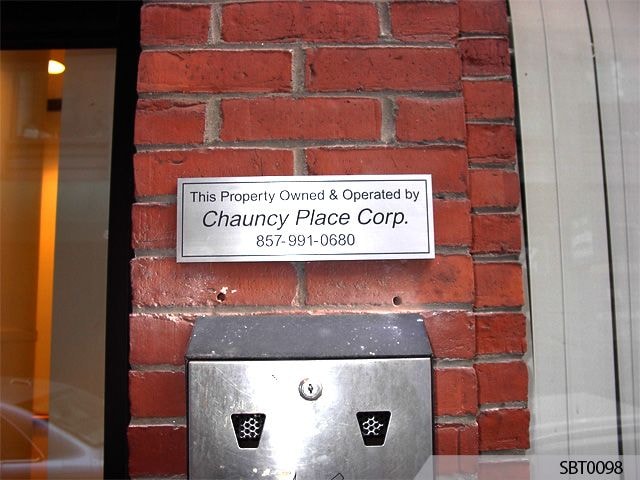 This Property Owned & Operated by
Chauncy Place Corp.
857-991-0680
SBT0098